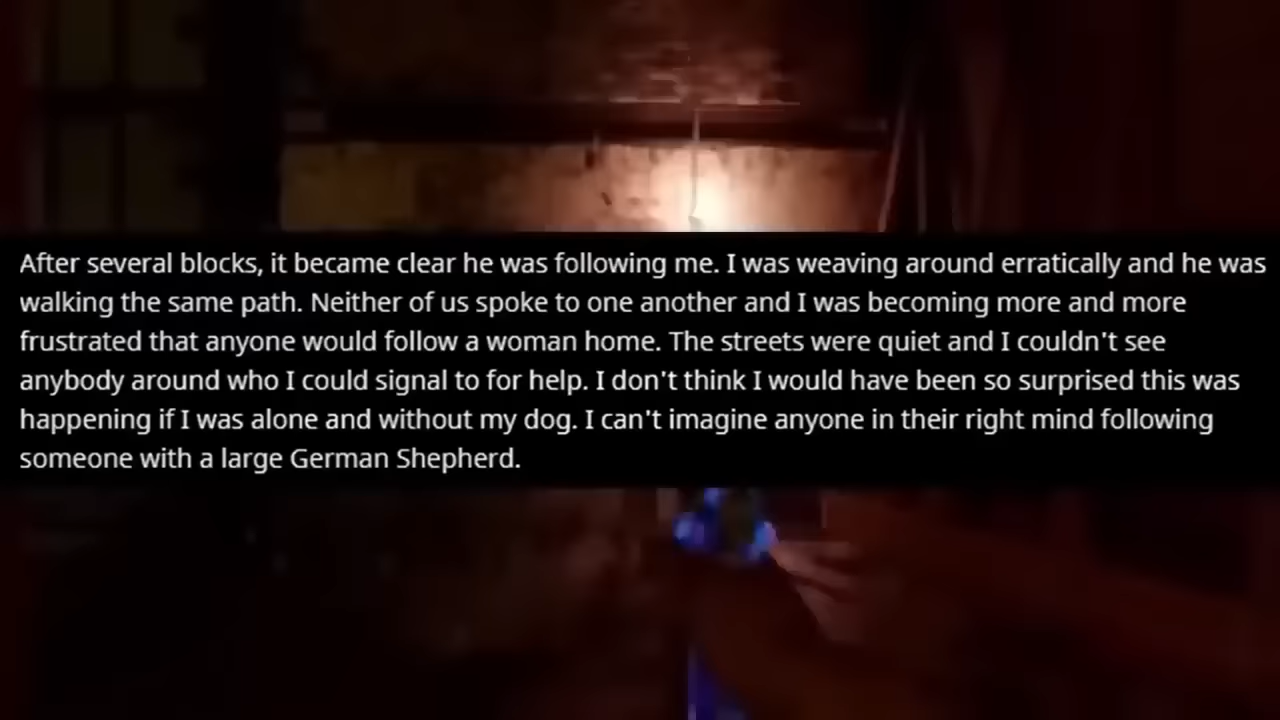 After several blocks, it became clear he was following me. I was weaving around erratically and he was
walking the same path. Neither of us spoke to one another and I was becoming more and more
frustrated that anyone would follow a woman home. The streets were quiet and I couldn't see
anybody around who I could signal to for help. I don't think I would have been so surprised this was
happening if I was alone and without my dog. I can't imagine anyone in their right mind following
someone with a large German Shepherd.